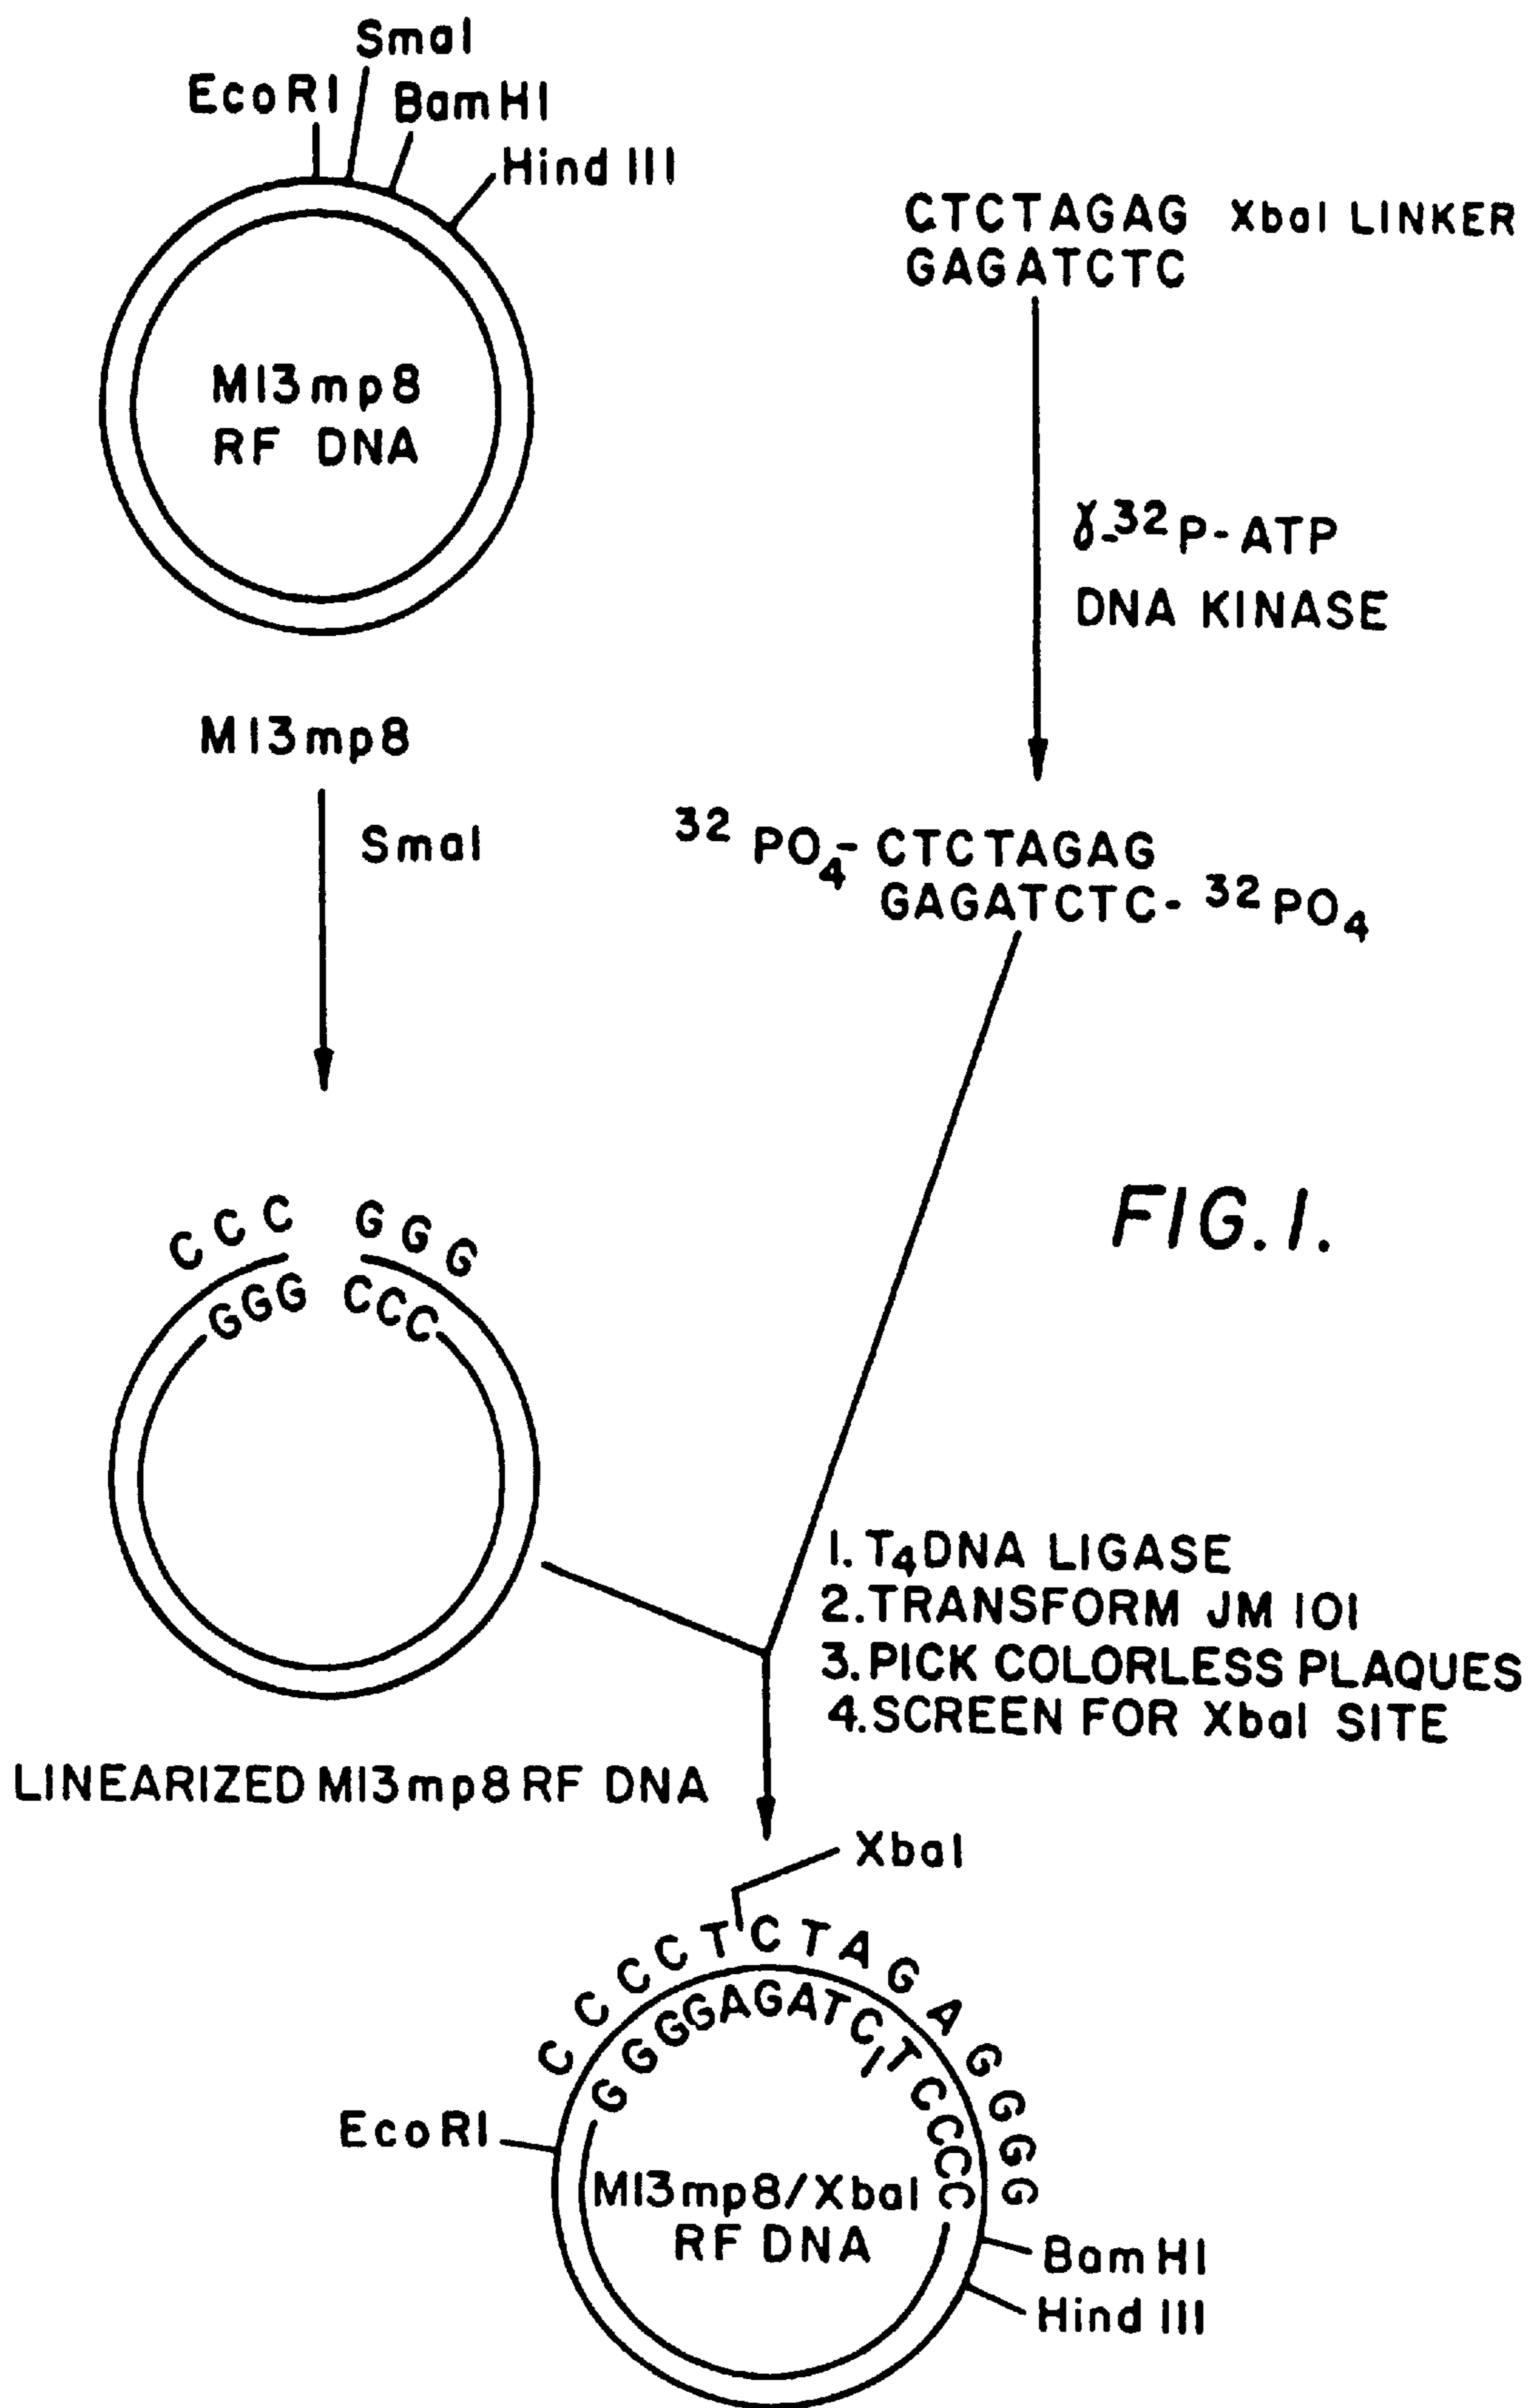 SmaI
EcoRI
BamHI
Hind III
M13mp8
RF DNA
CTCTAGAG XbaI LINKER
GAGATCTC
γ-32P-ATP
DNA KINASE
M13mp8
SmaI
32PO4-CTCTAGAG
GAGATCTC-32PO4
CCC GGG
GGG CCC
FIG. 1.
1. T4 DNA LIGASE
2. TRANSFORM JM 101
3. PICK COLORLESS PLAQUES
4. SCREEN FOR XbaI SITE
LINEARIZED M13mp8 RF DNA
XbaI
CCCCTCTAGAGGGG
GGGGAGATCTCCCC
EcoRI
M13mp8/XbaI
RF DNA
BamHI
Hind III